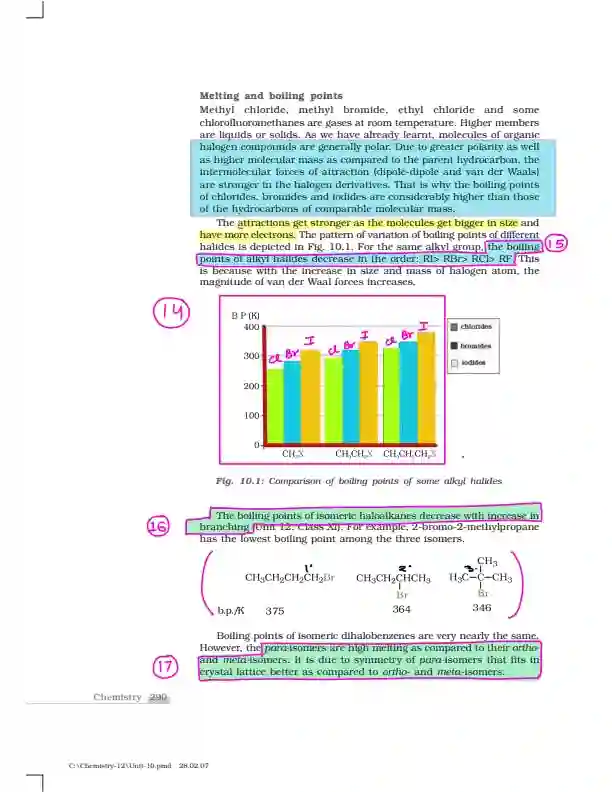 Melting and boiling points
Methyl chloride, methyl bromide, ethyl chloride and some
chlorofluoromethanes are gases at room temperature. Higher members
are liquids or solids. As we have already learnt, molecules of organic
halogen compounds are generally polar. Due to greater polarity as well
as higher molecular mass as compared to the parent hydrocarbon, the
intermolecular forces of attraction (dipole-dipole and van der Waals)
are stronger in the halogen derivatives. That is why the boiling points
of chlorides, bromides and iodides are considerably higher than those
of the hydrocarbons of comparable molecular mass.
The attractions get stronger as the molecules get bigger in size and
have more electrons. The pattern of variation of boiling points of different
halides is depicted in Fig. 10.1. For the same alkyl group, the boiling
15
points of alkyl halides decrease in the order: RI> RBr> RCl> RF. This
is because with the increase in size and mass of halogen atom, the
magnitude of van der Waal forces increases.
14
B P (K)
400
300
200
100
0
Cl Br I
Cl Br I
Cl Br I
CH₃X CH₃CH₂X CH₃CH₂CH₂X
chlorides
bromides
iodides
Fig. 10.1: Comparison of boiling points of some alkyl halides
16
The boiling points of isomeric haloalkanes decrease with increase in
branching (Unit 12, Class XI). For example, 2-bromo-2-methylpropane
has the lowest boiling point among the three isomers.
1° 2° 3°
CH₃
CH₃CH₂CH₂CH₂Br CH₃CH₂CHCH₃ H₃C–C–CH₃
Br Br
b.p./K 375 364 346
Boiling points of isomeric dihalobenzenes are very nearly the same.
However, the para-isomers are high melting as compared to their ortho-
17
and meta-isomers. It is due to symmetry of para-isomers that fits in
crystal lattice better as compared to ortho- and meta-isomers.
Chemistry 290
C:\Chemistry-12\Unit-10.pmd 28.02.07